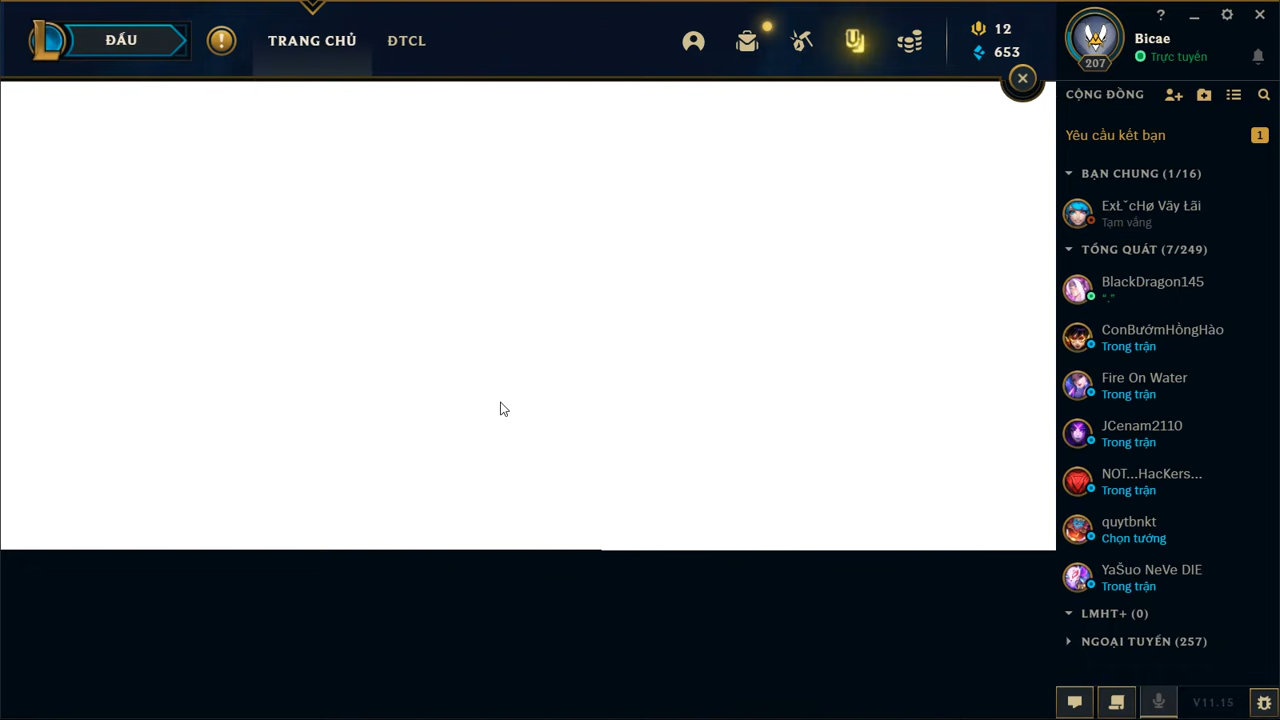 ĐẤU
TRANG CHỦ
ĐTCL
12
653
?
207
Bicae
Trực tuyến
CỘNG ĐỒNG
Yêu cầu kết bạn
1
BẠN CHUNG (1/16)
ExŁˇcHø Vãy Łãi
Tạm vắng
TỔNG QUÁT (7/249)
BlackDragon145
"."
ConBướmHồngHào
Trong trận
Fire On Water
Trong trận
JCenam2110
Trong trận
NOT...HacKers...
Trong trận
quytbnkt
Chọn tướng
YaŠuo NeVe DIE
Trong trận
LMHT+ (0)
NGOẠI TUYẾN (257)
V11.15